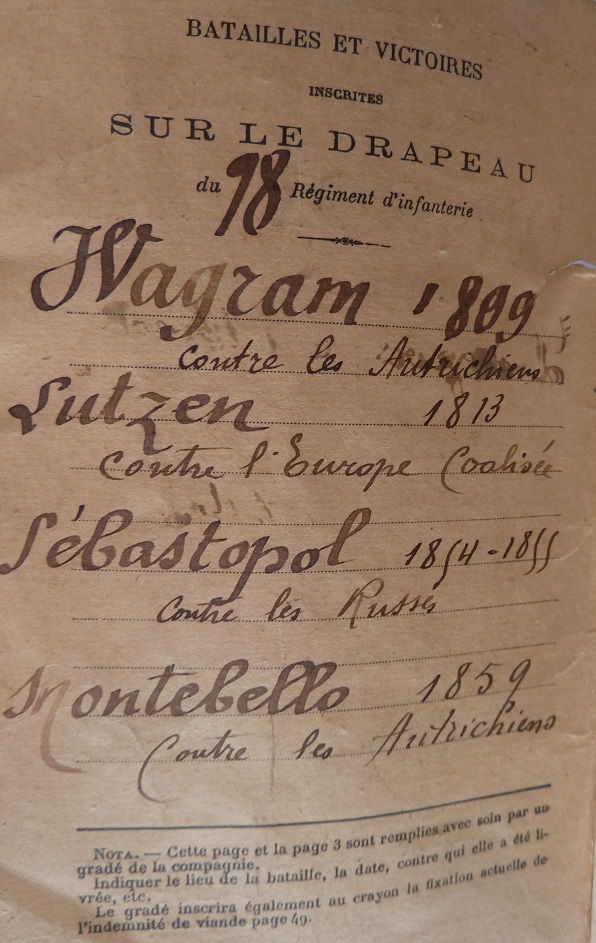 BATAILLES ET VICTOIRES
INSCRITES
SUR LE DRAPEAU
du 98 Régiment d'infanterie
Wagram 1809
contre les Autrichiens
Lutzen 1813
Contre l'Europe Coalisée
Sébastopol 1854-1855
Contre les Russes
Montebello 1859
Contre les Autrichiens
NOTA. — Cette page et la page 3 sont remplies avec soin par un
gradé de la compagnie.
Indiquer le lieu de la bataille, la date, contre qui elle a été li-
vrée, etc.
Le gradé inscrira également au crayon la fixation actuelle de
l'indemnité de viande page 49.